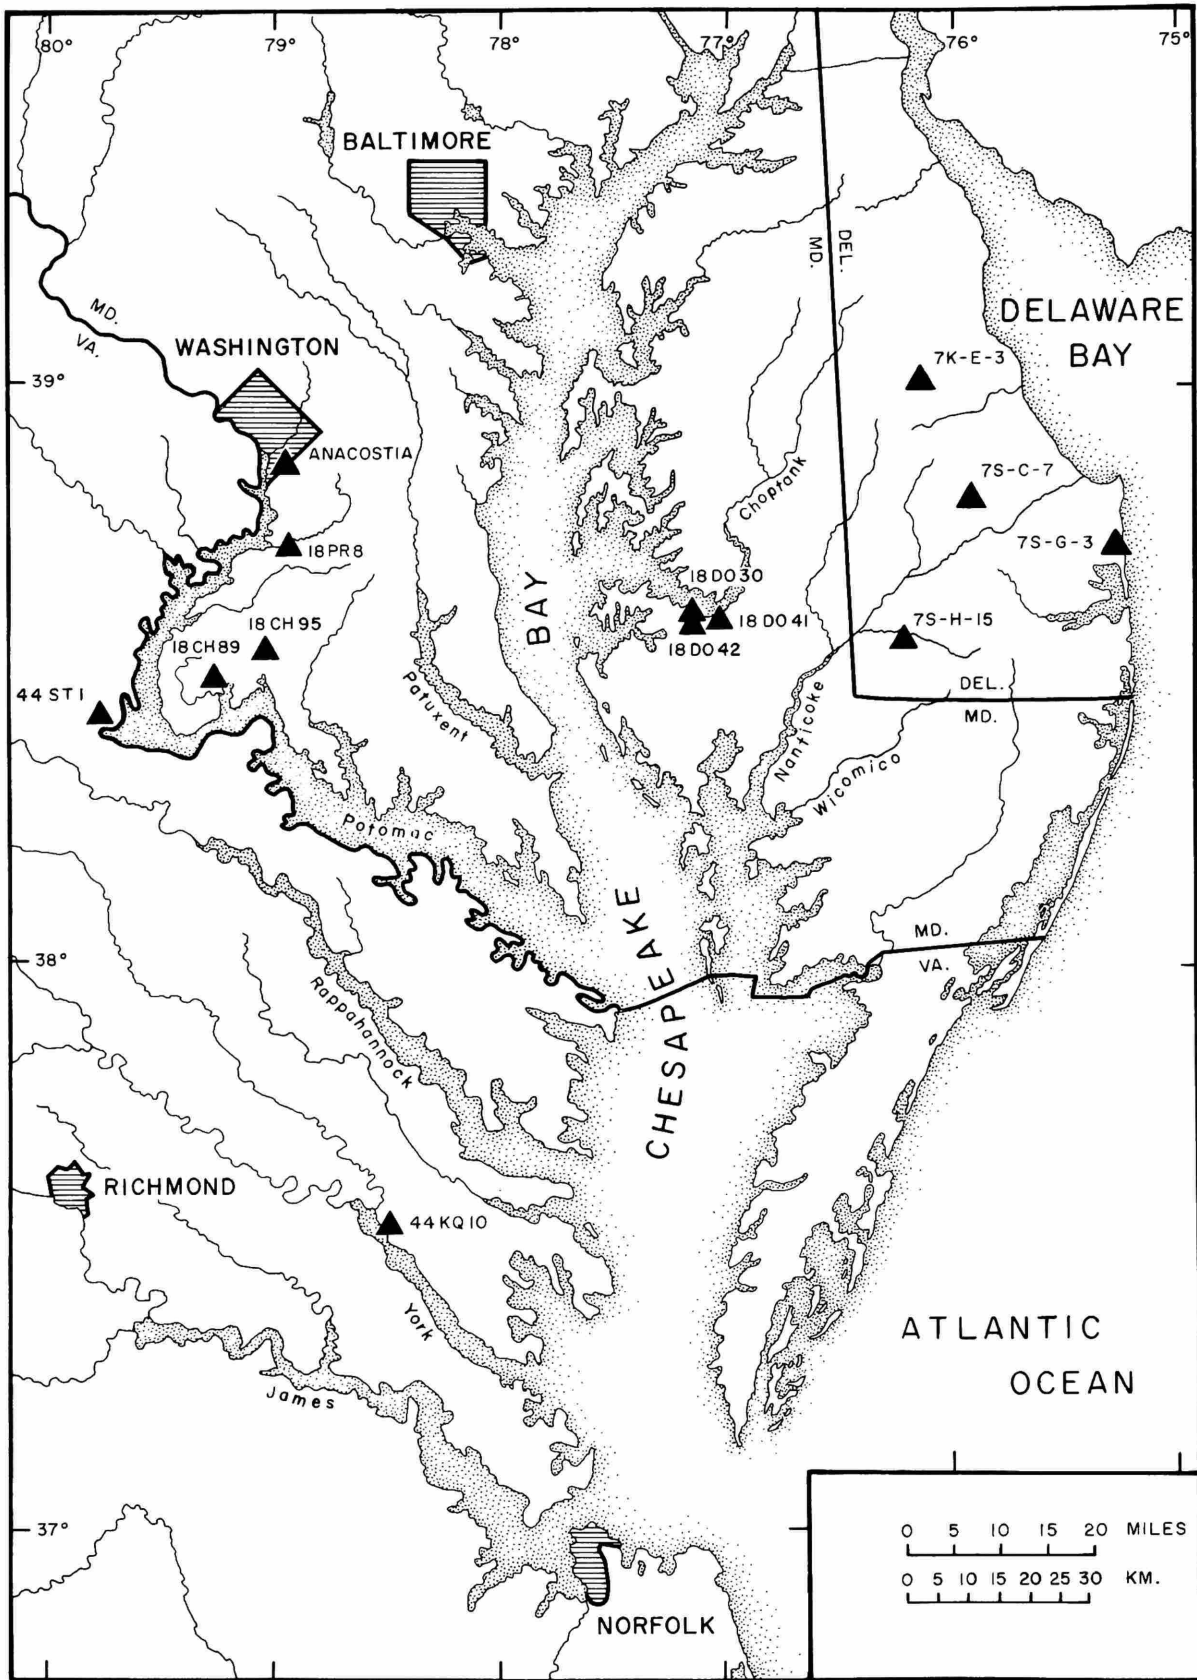 80° 79° 78° 77° 76° 75°
BALTIMORE
DEL.
MD.
DELAWARE
BAY
MD.
VA.
WASHINGTON
39°
7K-E-3
ANACOSTIA
7S-C-7
Choptank
18PR8
7S-G-3
18DO30
BAY
18DO41
18CH95
7S-H-15
18CH89
18DO42
44ST1
Patuxent
Nanticoke
DEL.
MD.
Wicomico
Potomac
CHESAPEAKE
MD.
VA.
38°
Rappahannock
RICHMOND
44KQ10
York
James
ATLANTIC
OCEAN
37°
0 5 10 15 20 MILES
0 5 10 15 20 25 30 KM.
NORFOLK